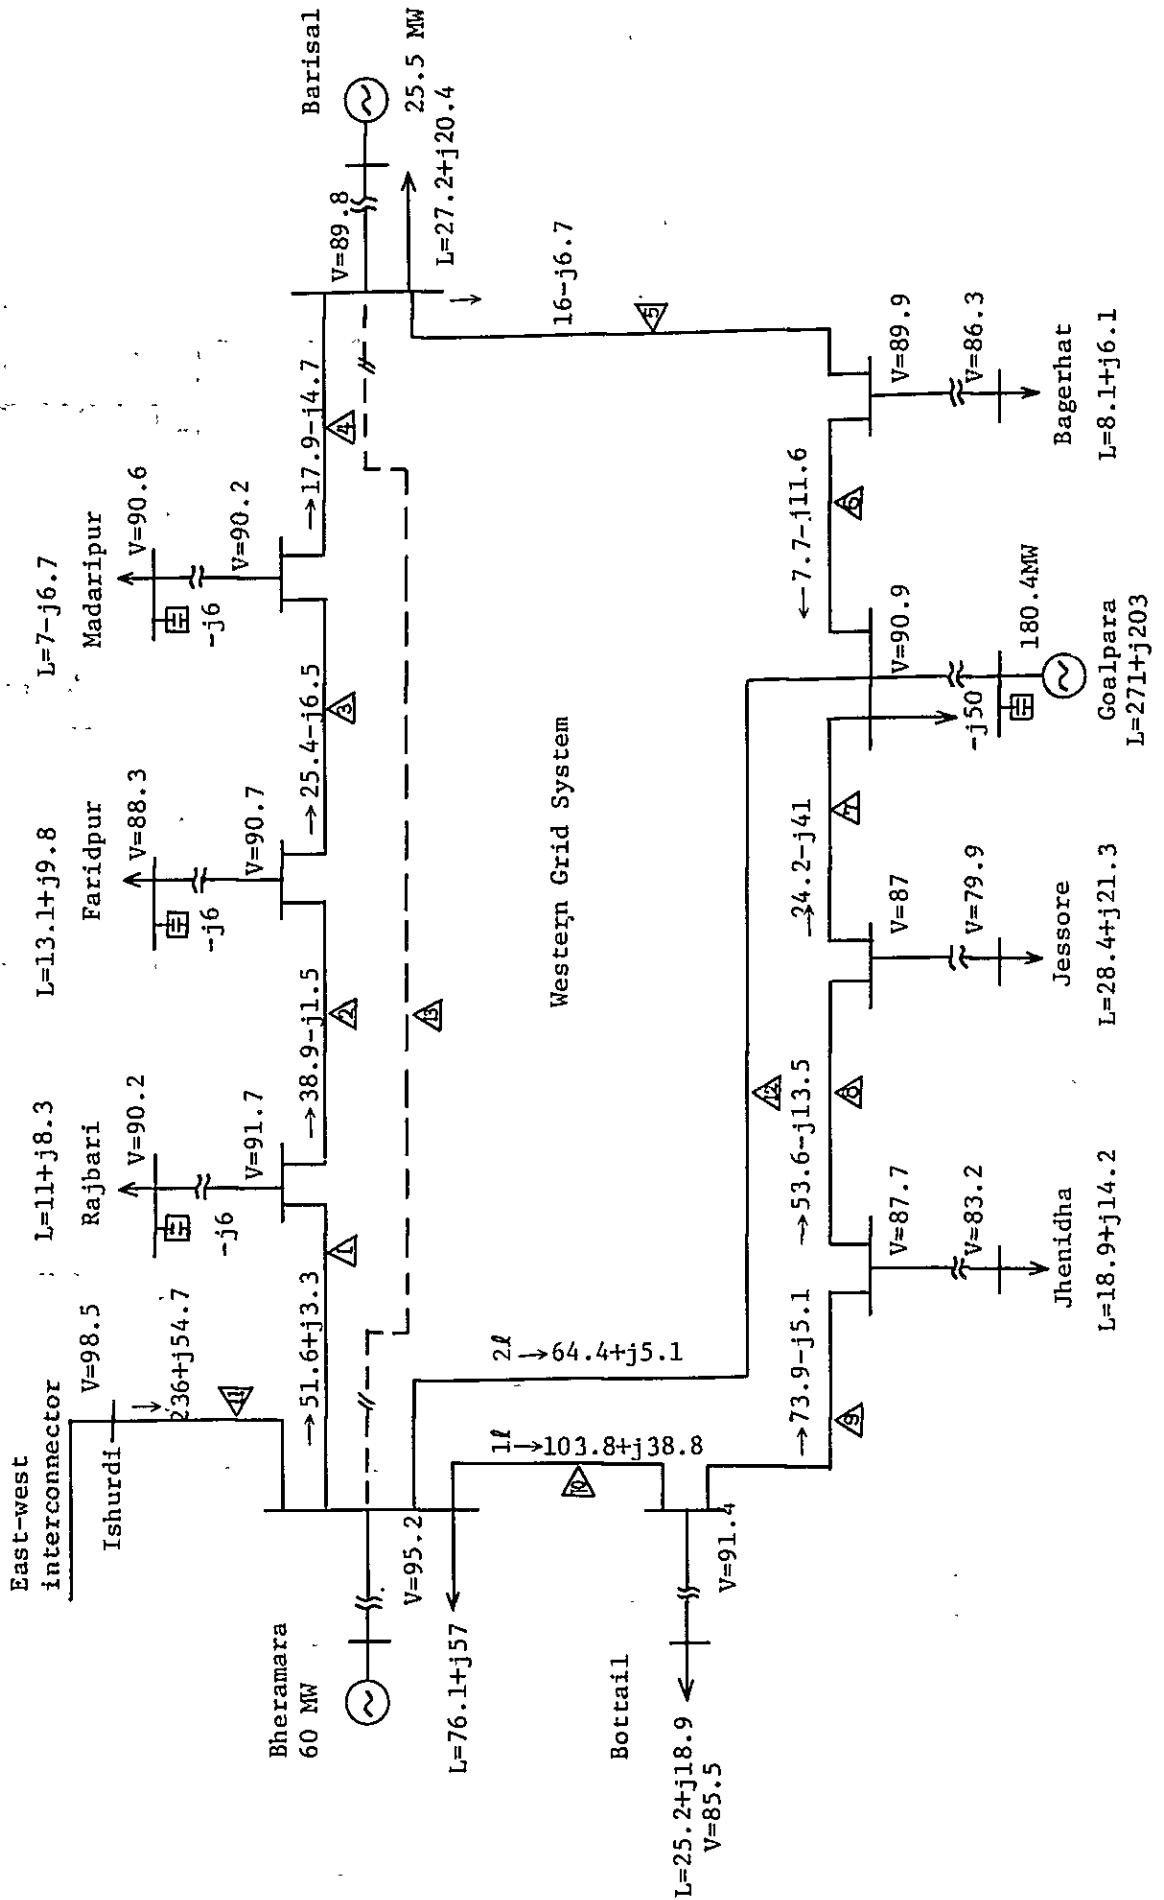 East-west
interconnector
Ishurdi
V=98.5
236+j54.7
11
L=11+j8.3
Rajbari
V=90.2
-j6
V=91.7
L=13.1+j9.8
Faridpur
V=88.3
-j6
V=90.7
L=7-j6.7
Madaripur
V=90.6
-j6
V=90.2
→51.6+j3.3
1
→38.9-j1.5
2
→25.4-j6.5
3
→17.9-j4.7
4
Barisal
25.5 MW
V=89.8
L=27.2+j20.4
13
Bheramara
60 MW
V=95.2
L=76.1+j57
Western Grid System
16-j6.7
5
2ℓ
→64.4+j5.1
12
1ℓ
→103.8+j38.8
10
Bottail
V=91.4
L=25.2+j18.9
V=85.5
→73.9-j5.1
9
→53.6-j13.5
8
→24.2-j41
7
←7.7-j11.6
6
V=87.7
V=83.2
Jhenidha
L=18.9+j14.2
V=87
V=79.9
Jessore
L=28.4+j21.3
V=90.9
-j50
180.4MW
Goalpara
L=271+j203
V=89.9
V=86.3
Bagerhat
L=8.1+j6.1